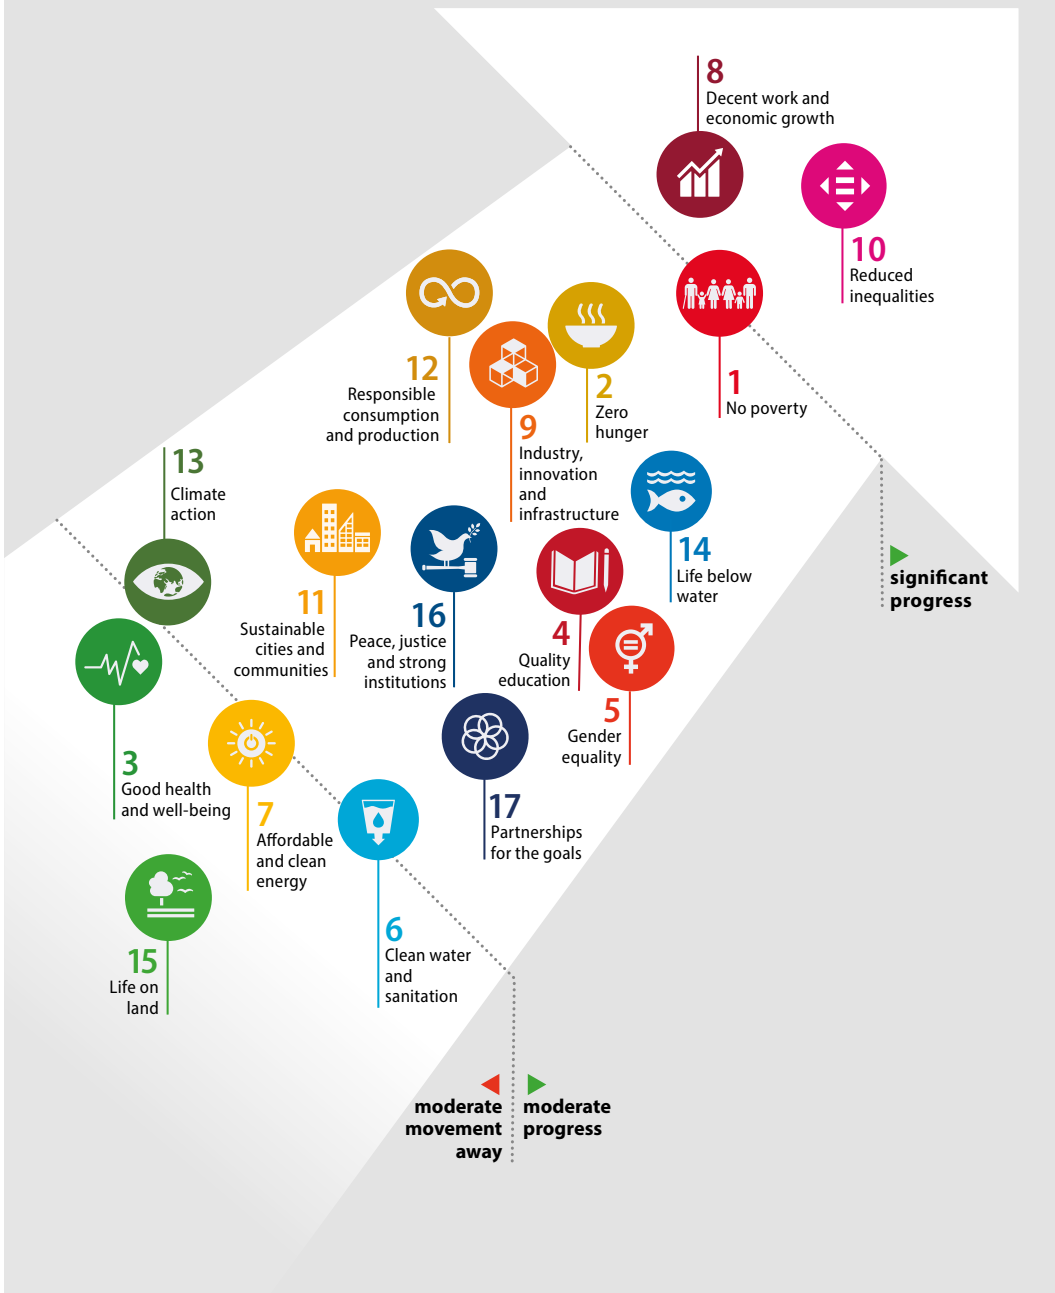 8
Decent work and
economic growth
10
Reduced
inequalities
1
No poverty
12
Responsible
consumption
and production
2
Zero
hunger
9
Industry,
innovation
and
infrastructure
13
Climate
action
14
Life below
water
significant
progress
11
Sustainable
cities and
communities
16
Peace, justice
and strong
institutions
4
Quality
education
5
Gender
equality
3
Good health
and well-being
7
Affordable
and clean
energy
17
Partnerships
for the goals
6
Clean water
and
sanitation
15
Life on
land
moderate
movement
away
moderate
progress